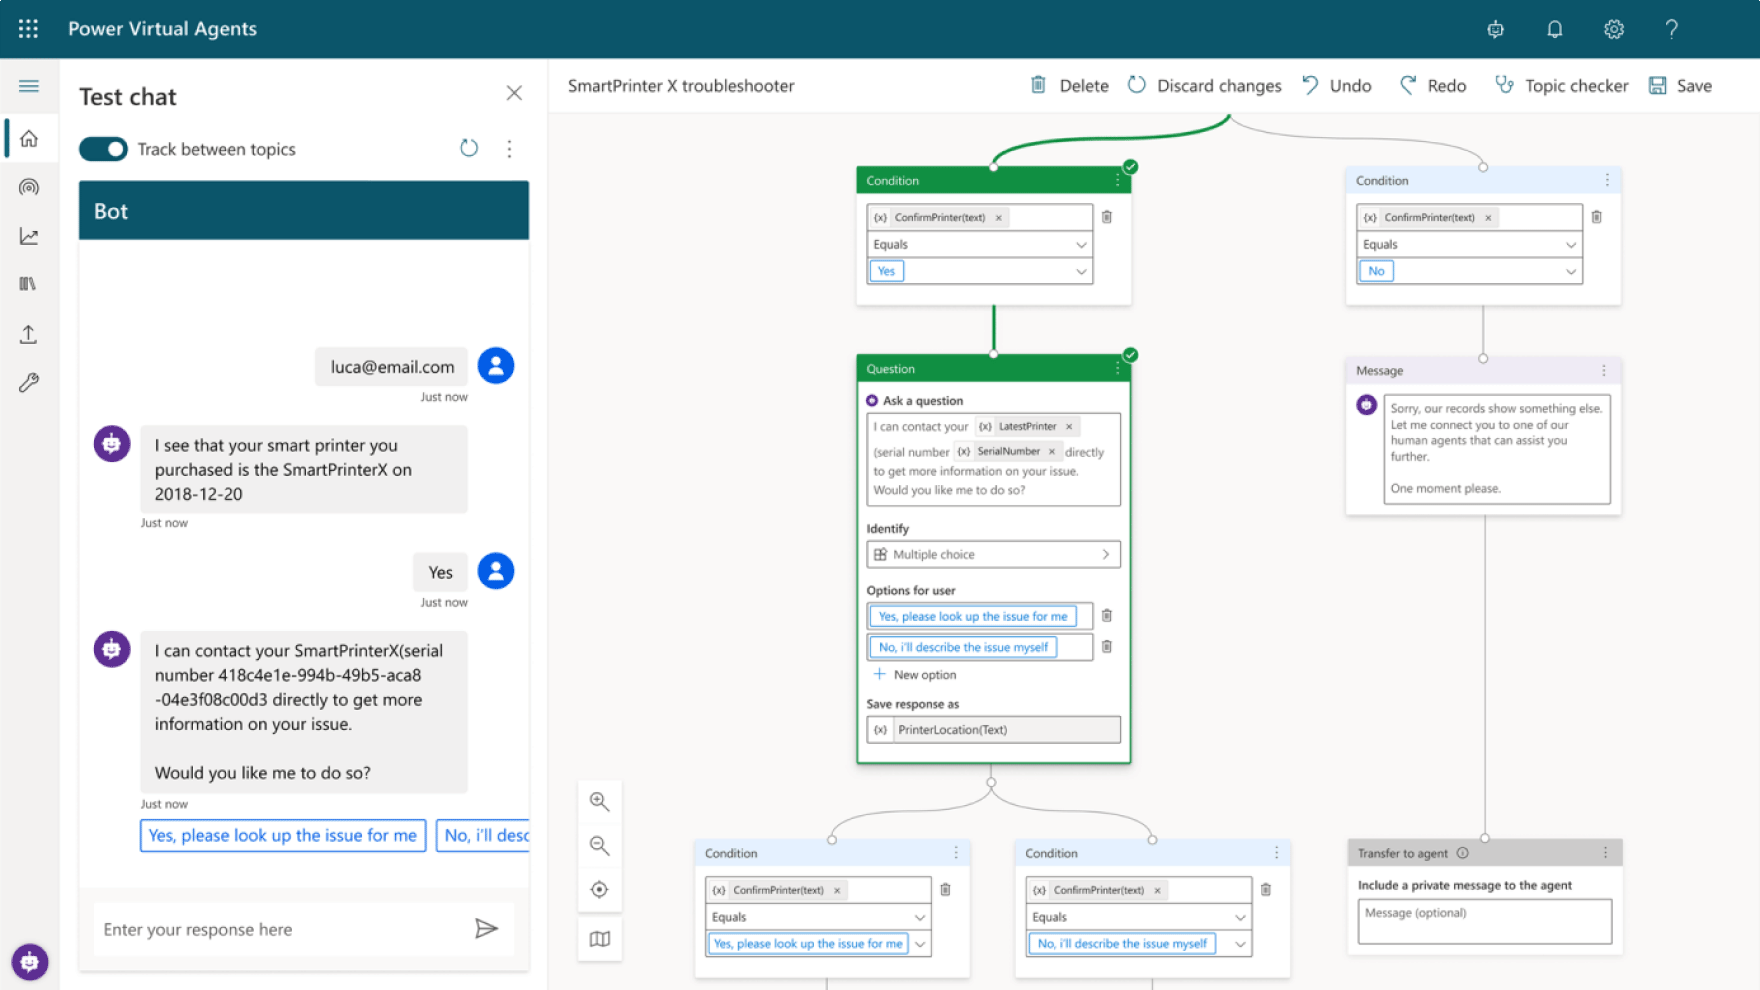 Power Virtual Agents
Test chat
Track between topics
Bot
luca@email.com
Just now
I see that your smart printer you
purchased is the SmartPrinterX on
2018-12-20
Just now
Yes
Just now
I can contact your SmartPrinterX(serial
number 418c4e1e-994b-49b5-aca8
-04e3f08c00d3 directly to get more
information on your issue.
Would you like me to do so?
Just now
Yes, please look up the issue for me
No, i'll desc
Enter your response here
SmartPrinter X troubleshooter
Delete
Discard changes
Undo
Redo
Topic checker
Save
Condition
{x} ConfirmPrinter(text) ×
Equals
Yes
Condition
{x} ConfirmPrinter(text) ×
Equals
No
Question
Ask a question
I can contact your {x} LatestPrinter ×
(serial number {x} SerialNumber × directly
to get more information on your issue.
Would you like me to do so?
Identify
Multiple choice
Options for user
Yes, please look up the issue for me
No, i'll describe the issue myself
+ New option
Save response as
{x} PrinterLocation(Text)
Message
Sorry, our records show something else.
Let me connect you to one of our
human agents that can assist you
further.
One moment please.
Condition
{x} ConfirmPrinter(text) ×
Equals
Yes, please look up the issue for me
Condition
{x} ConfirmPrinter(text) ×
Equals
No, i'll describe the issue myself
Transfer to agent
Include a private message to the agent
Message (optional)